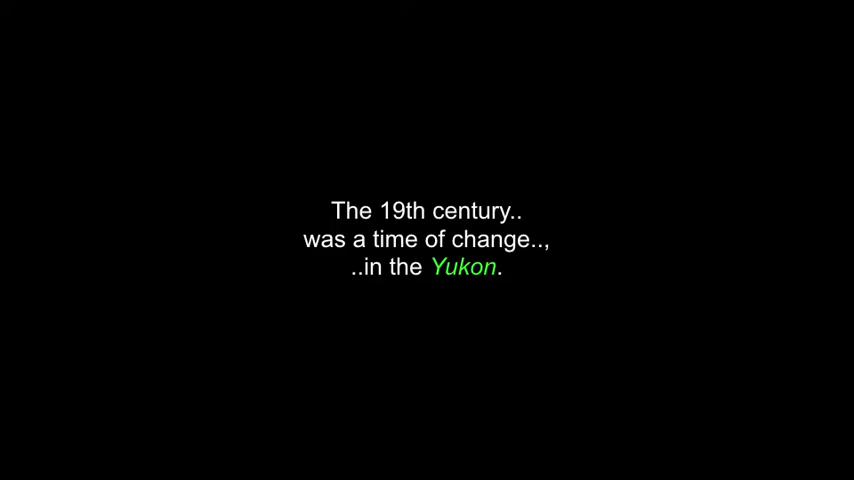 The 19th century..
was a time of change..,
..in the Yukon.